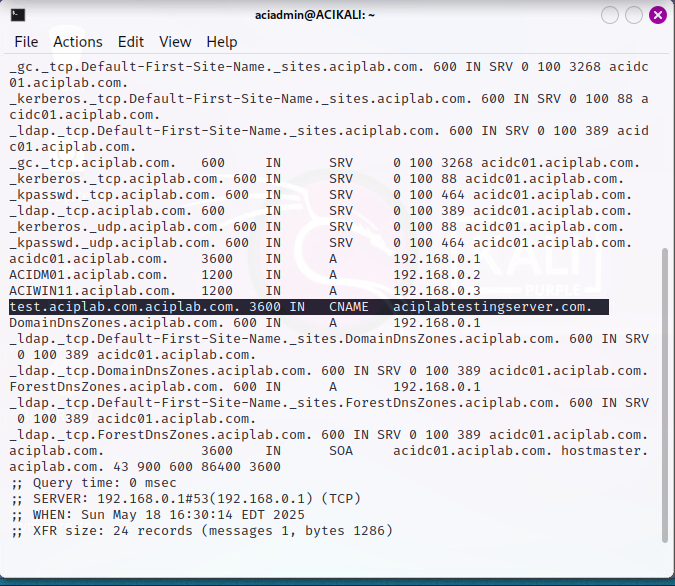 aciadmin@ACIKALI: ~
File Actions Edit View Help
_gc._tcp.Default-First-Site-Name._sites.aciplab.com. 600 IN SRV 0 100 3268 acidc
01.aciplab.com.
_kerberos._tcp.Default-First-Site-Name._sites.aciplab.com. 600 IN SRV 0 100 88 a
cidc01.aciplab.com.
_ldap._tcp.Default-First-Site-Name._sites.aciplab.com. 600 IN SRV 0 100 389 acid
c01.aciplab.com.
_gc._tcp.aciplab.com. 600 IN SRV 0 100 3268 acidc01.aciplab.com.
_kerberos._tcp.aciplab.com. 600 IN SRV 0 100 88 acidc01.aciplab.com.
_kpasswd._tcp.aciplab.com. 600 IN SRV 0 100 464 acidc01.aciplab.com.
_ldap._tcp.aciplab.com. 600 IN SRV 0 100 389 acidc01.aciplab.com.
_kerberos._udp.aciplab.com. 600 IN SRV 0 100 88 acidc01.aciplab.com.
_kpasswd._udp.aciplab.com. 600 IN SRV 0 100 464 acidc01.aciplab.com.
acidc01.aciplab.com. 3600 IN A 192.168.0.1
ACIDM01.aciplab.com. 1200 IN A 192.168.0.2
ACIWIN11.aciplab.com. 1200 IN A 192.168.0.3
test.aciplab.com.aciplab.com. 3600 IN CNAME aciplabtestingserver.com.
DomainDnsZones.aciplab.com. 600 IN A 192.168.0.1
_ldap._tcp.Default-First-Site-Name._sites.DomainDnsZones.aciplab.com. 600 IN SRV
0 100 389 acidc01.aciplab.com.
_ldap._tcp.DomainDnsZones.aciplab.com. 600 IN SRV 0 100 389 acidc01.aciplab.com.
ForestDnsZones.aciplab.com. 600 IN A 192.168.0.1
_ldap._tcp.Default-First-Site-Name._sites.ForestDnsZones.aciplab.com. 600 IN SRV
0 100 389 acidc01.aciplab.com.
_ldap._tcp.ForestDnsZones.aciplab.com. 600 IN SRV 0 100 389 acidc01.aciplab.com.
aciplab.com. 3600 IN SOA acidc01.aciplab.com. hostmaster.
aciplab.com. 43 900 600 86400 3600
;; Query time: 0 msec
;; SERVER: 192.168.0.1#53(192.168.0.1) (TCP)
;; WHEN: Sun May 18 16:30:14 EDT 2025
;; XFR size: 24 records (messages 1, bytes 1286)
KALI
PURPLE